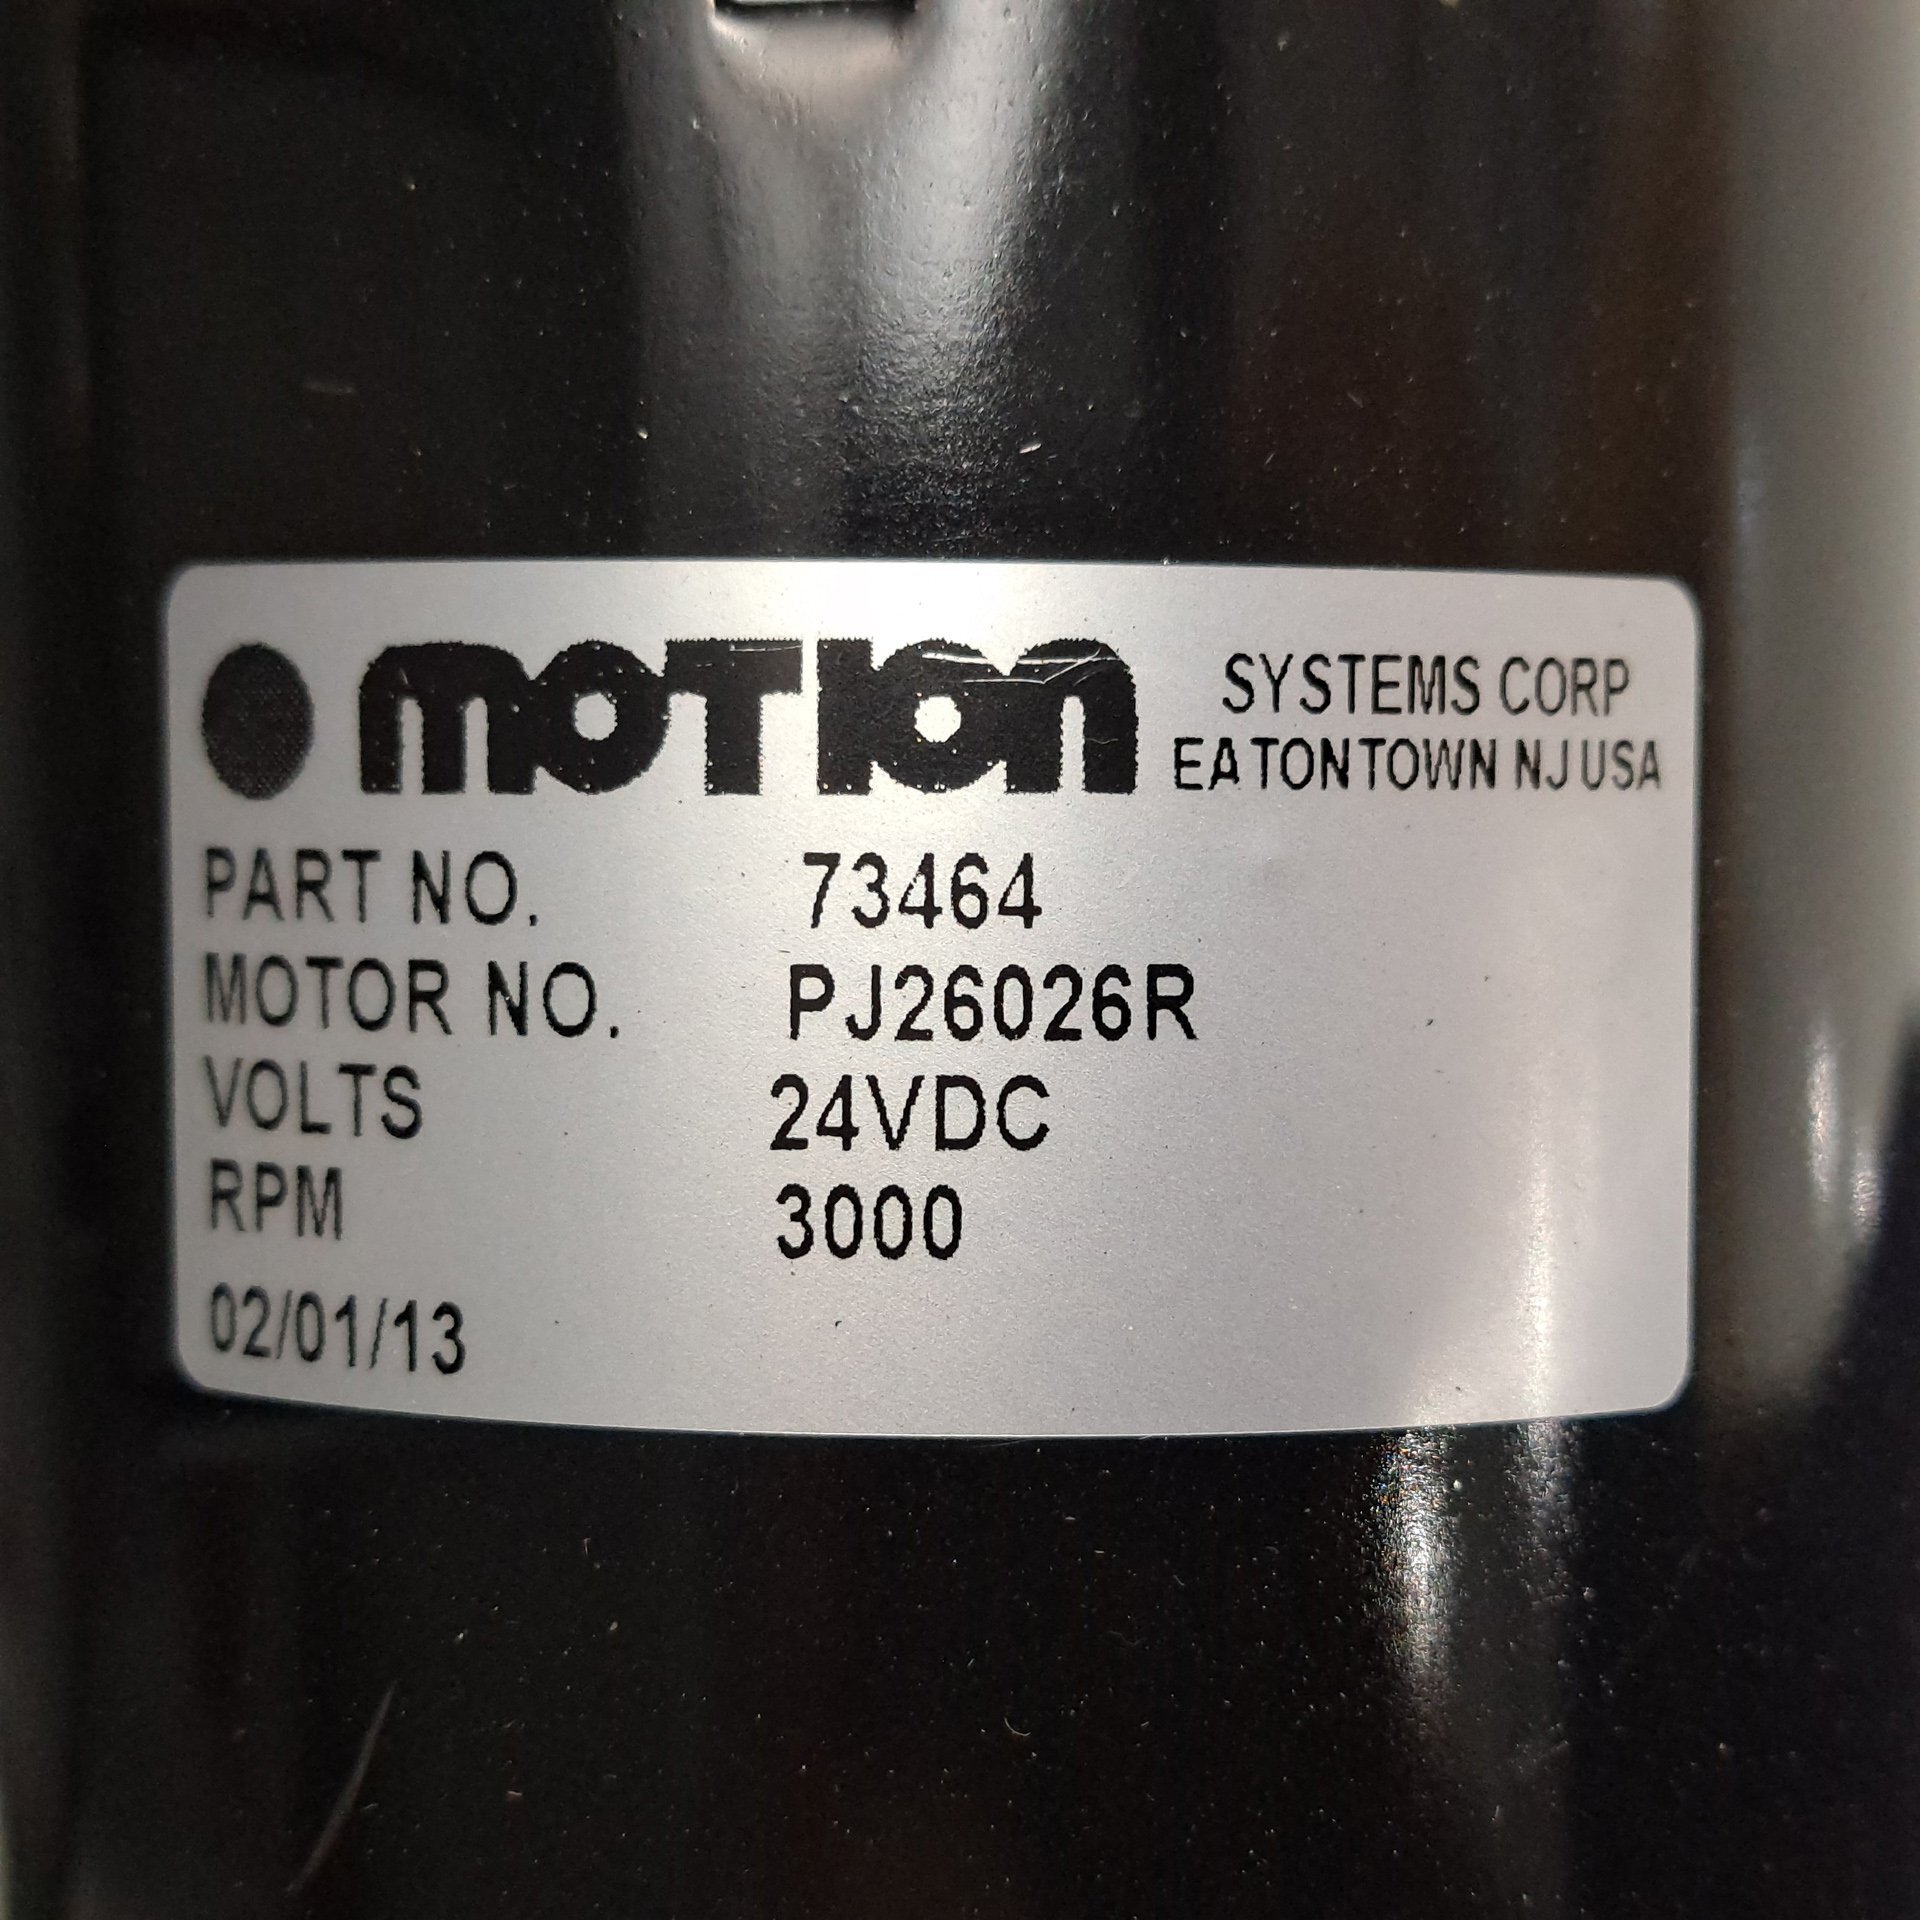 MOTION SYSTEMS CORP
EATONTOWN NJ USA
PART NO. 73464
MOTOR NO. PJ26026R
VOLTS 24VDC
RPM 3000
02/01/13